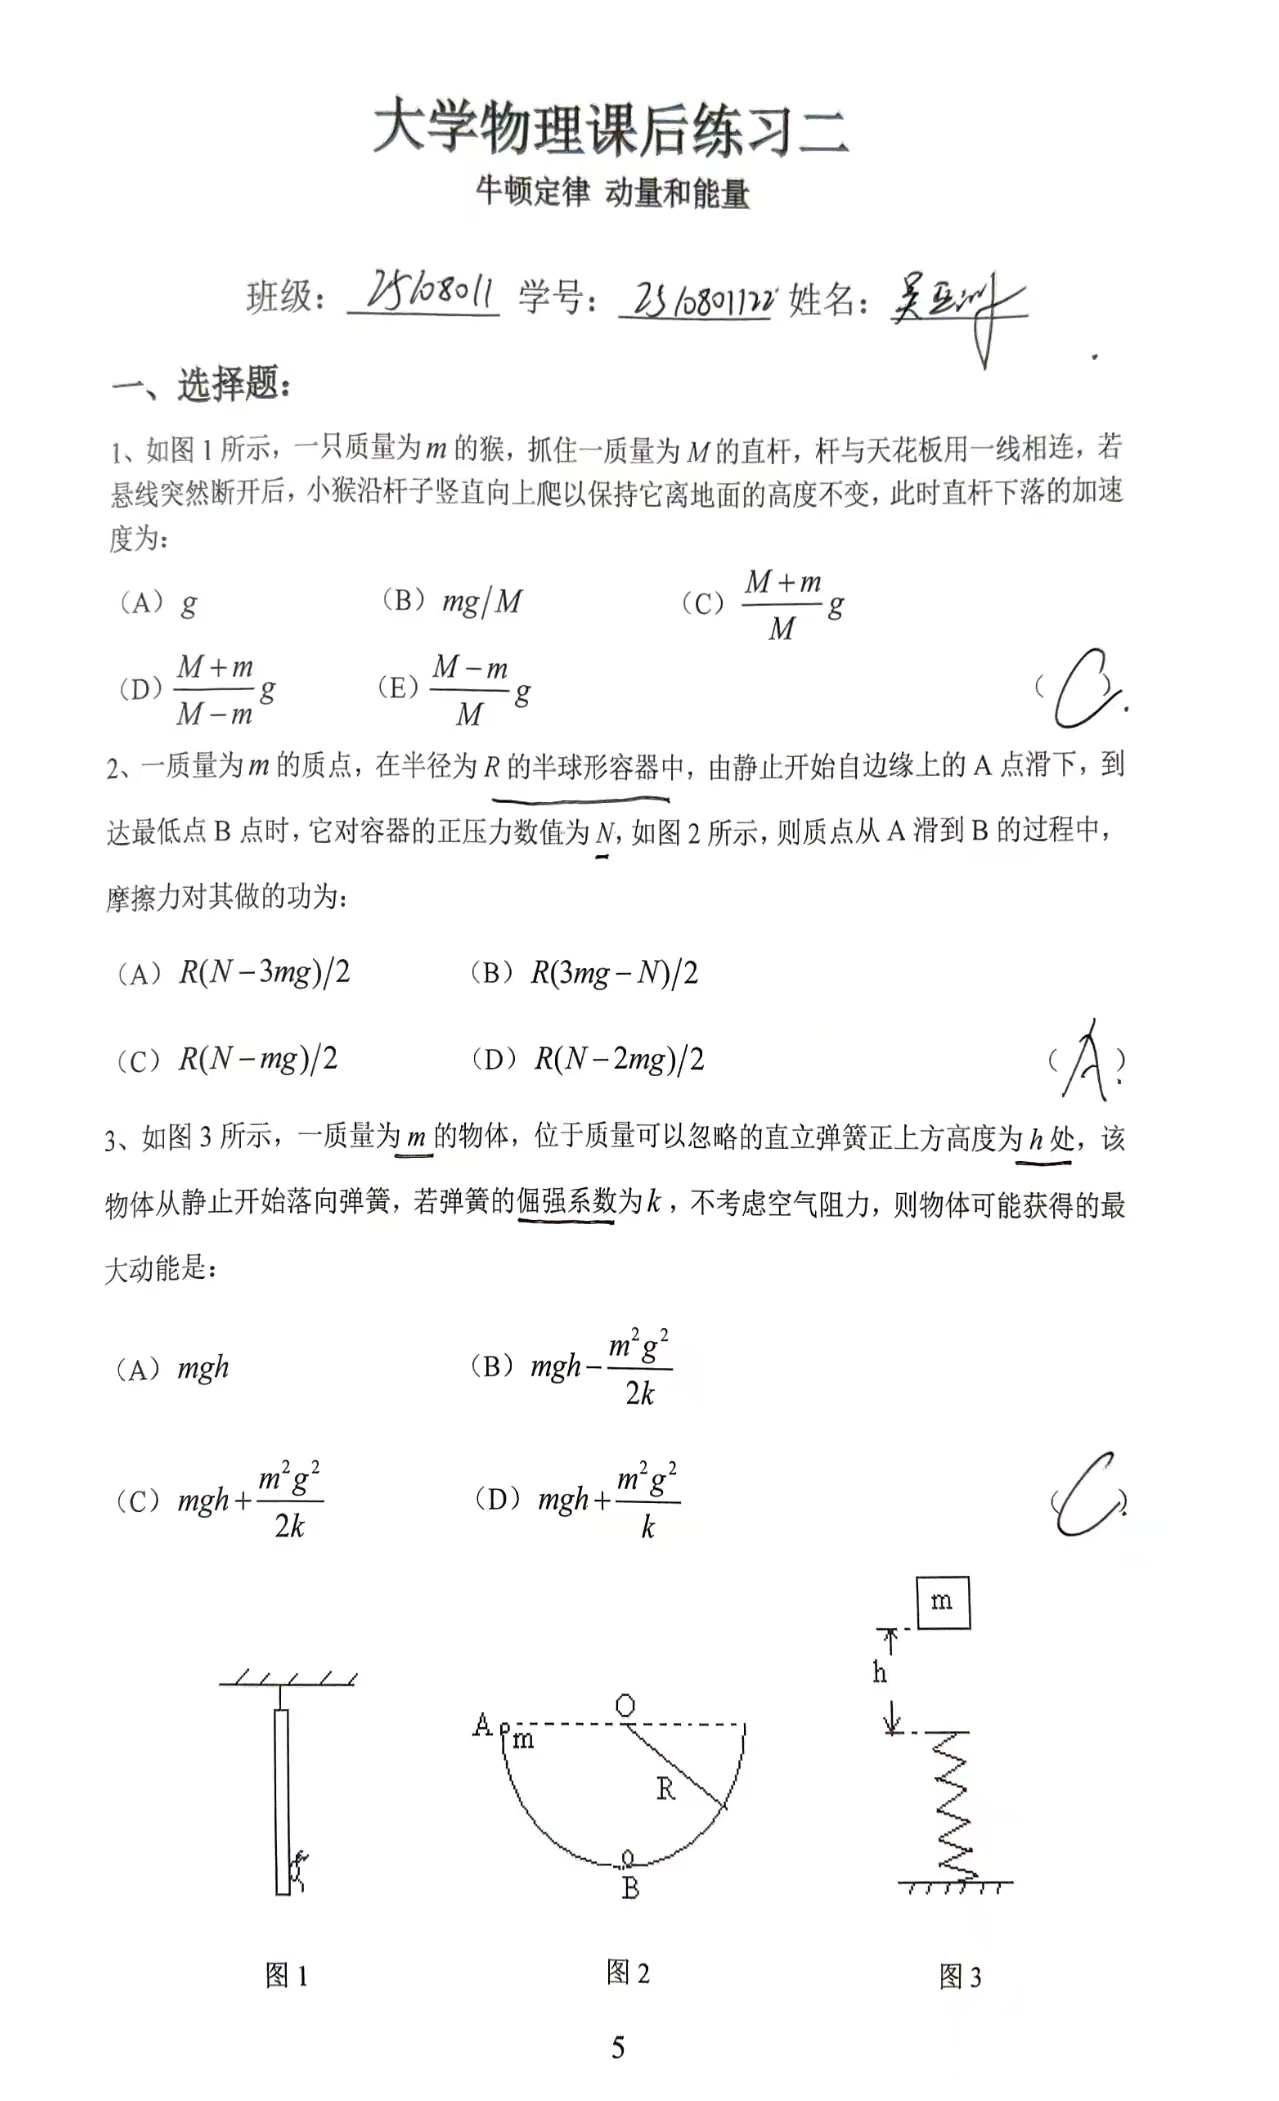 大学物理课后练习二
牛顿定律 动量和能量
班级: 25108011 学号: 2510801122 姓名: 吴亚洲
一、选择题:
1、如图1所示，一只质量为m的猴，抓住一质量为M的直杆，杆与天花板用一线相连，若
悬线突然断开后，小猴沿杆子竖直向上爬以保持它离地面的高度不变，此时直杆下落的加速
度为:
(A) g (B) mg/M (C) \frac{M+m}{M}g
(D) \frac{M+m}{M-m}g (E) \frac{M-m}{M}g ( C ).
2、一质量为m的质点，在半径为R的半球形容器中，由静止开始自边缘上的A点滑下，到
达最低点B点时，它对容器的正压力数值为N，如图2所示，则质点从A滑到B的过程中，
摩擦力对其做的功为:
(A) R(N-3mg)/2 (B) R(3mg-N)/2
(C) R(N-mg)/2 (D) R(N-2mg)/2 ( A )
3、如图3所示，一质量为m的物体，位于质量可以忽略的直立弹簧正上方高度为h处，该
物体从静止开始落向弹簧，若弹簧的倔强系数为k，不考虑空气阻力，则物体可能获得的最
大动能是:
(A) mgh (B) mgh-\frac{m²g²}{2k}
(C) mgh+\frac{m²g²}{2k} (D) mgh+\frac{m²g²}{k} ( C ).
m
h
A m O
R
B
图1 图2 图3
5